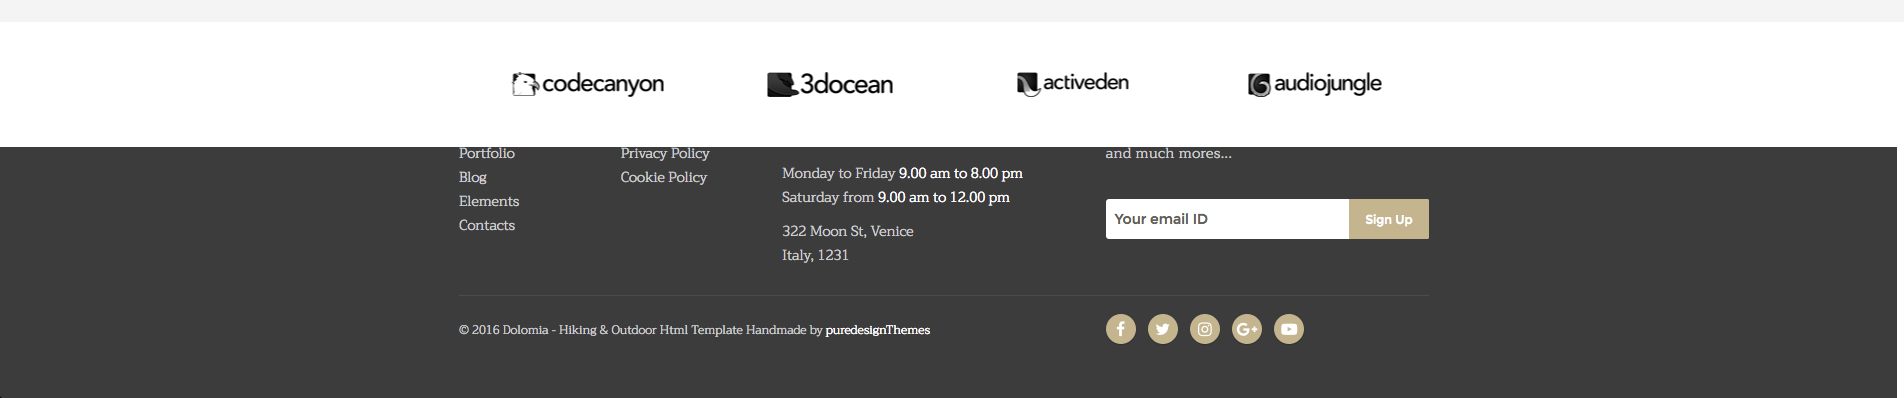 codecanyon
3docean
activeden
audiojungle
Portfolio
Blog
Elements
Contacts
Privacy Policy
Cookie Policy
Monday to Friday 9.00 am to 8.00 pm
Saturday from 9.00 am to 12.00 pm
322 Moon St, Venice
Italy, 1231
and much mores...
Your email ID
Sign Up
© 2016 Dolomia - Hiking & Outdoor Html Template Handmade by puredesignThemes